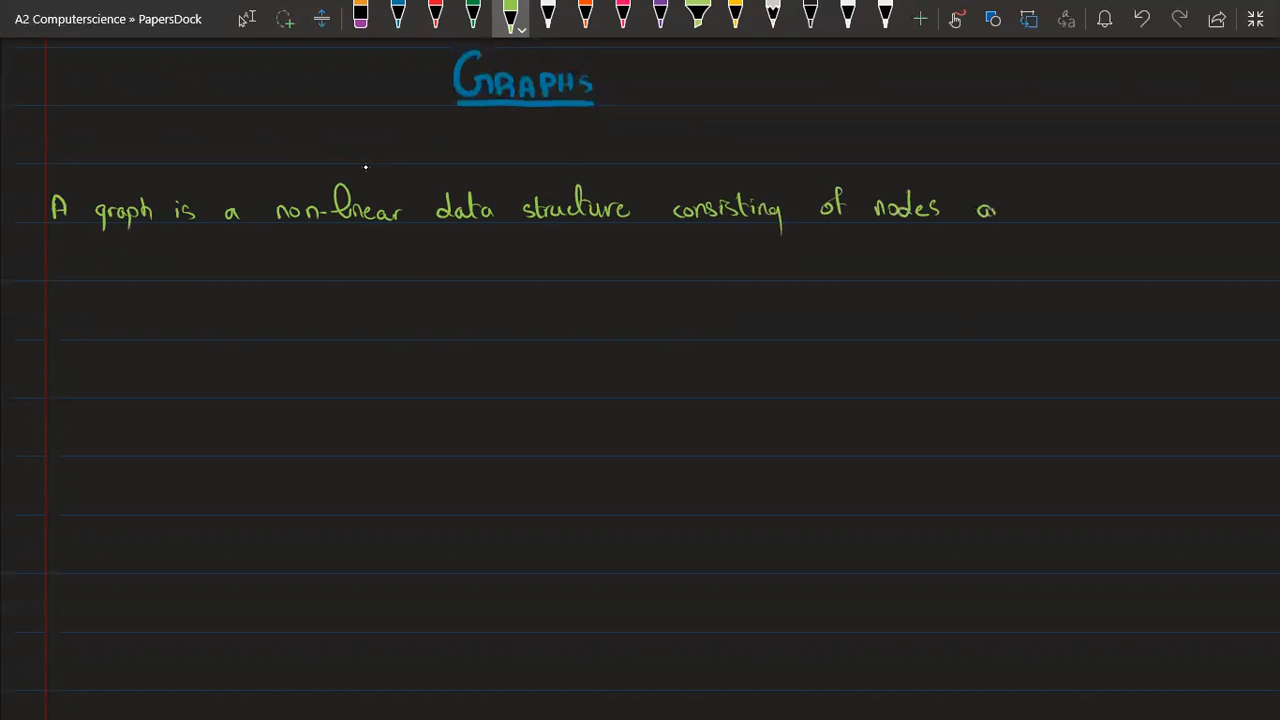 A2 Computerscience » PapersDock
GRAPHS
A graph is a non-linear data structure consisting of nodes a